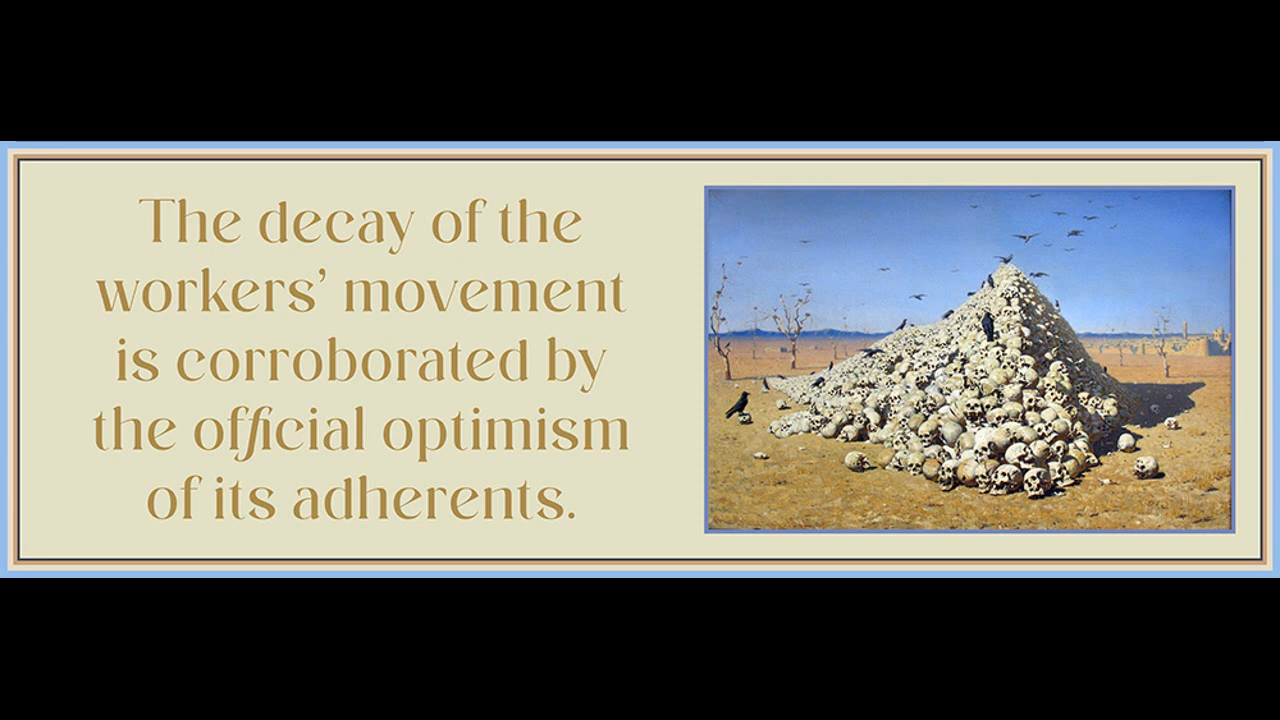 The decay of the
workers’ movement
is corroborated by
the official optimism
of its adherents.